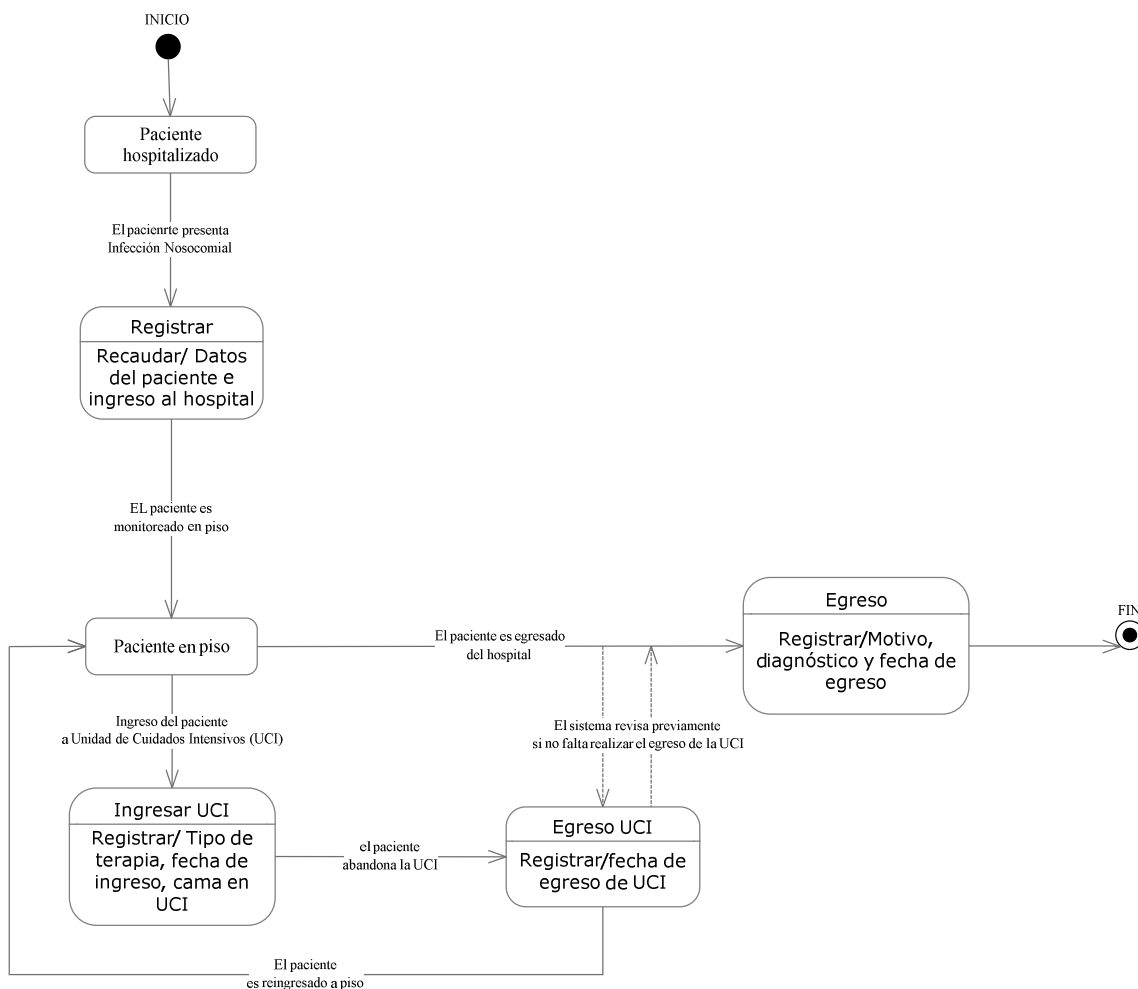 INICIO
Paciente
hospitalizado
El pacienrte presenta
Infección Nosocomial
Registrar
Recaudar/ Datos
del paciente e
ingreso al hospital
EL paciente es
monitoreado en piso
Paciente en piso
El paciente es egresado
del hospital
Egreso
Registrar/Motivo,
diagnóstico y fecha de
egreso
FIN
Ingreso del paciente
a Unidad de Cuidados Intensivos (UCI)
El sistema revisa previamente
si no falta realizar el egreso de la UCI
Ingresar UCI
Registrar/ Tipo de
terapia, fecha de
ingreso, cama en
UCI
el paciente
abandona la UCI
Egreso UCI
Registrar/fecha de
egreso de UCI
El paciente
es reingresado a piso